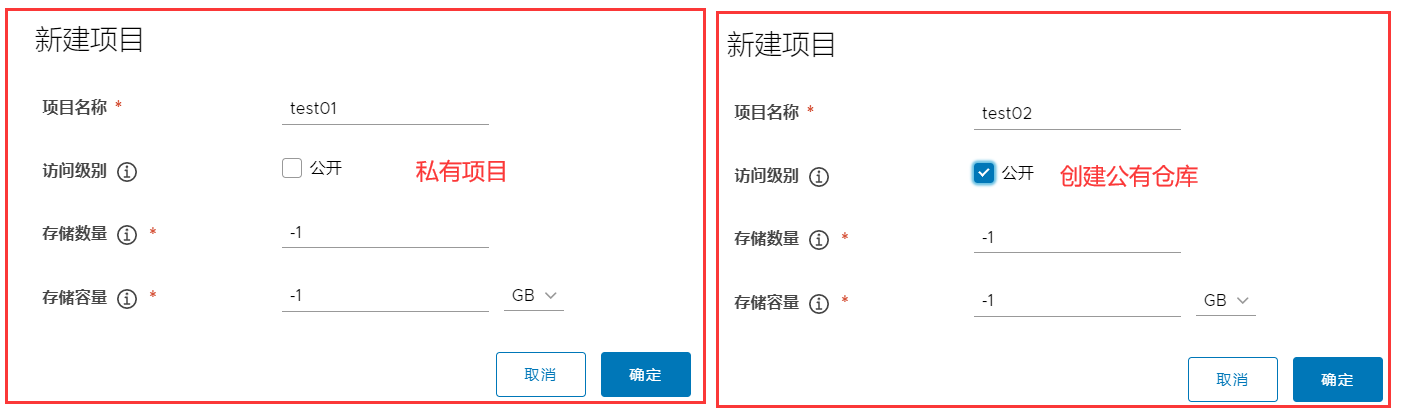 新建项目
项目名称 *
test01
访问级别
公开
私有项目
存储数量 *
-1
存储容量 *
-1
GB
取消
确定
新建项目
项目名称 *
test02
访问级别
公开
创建公有仓库
存储数量 *
-1
存储容量 *
-1
GB
取消
确定